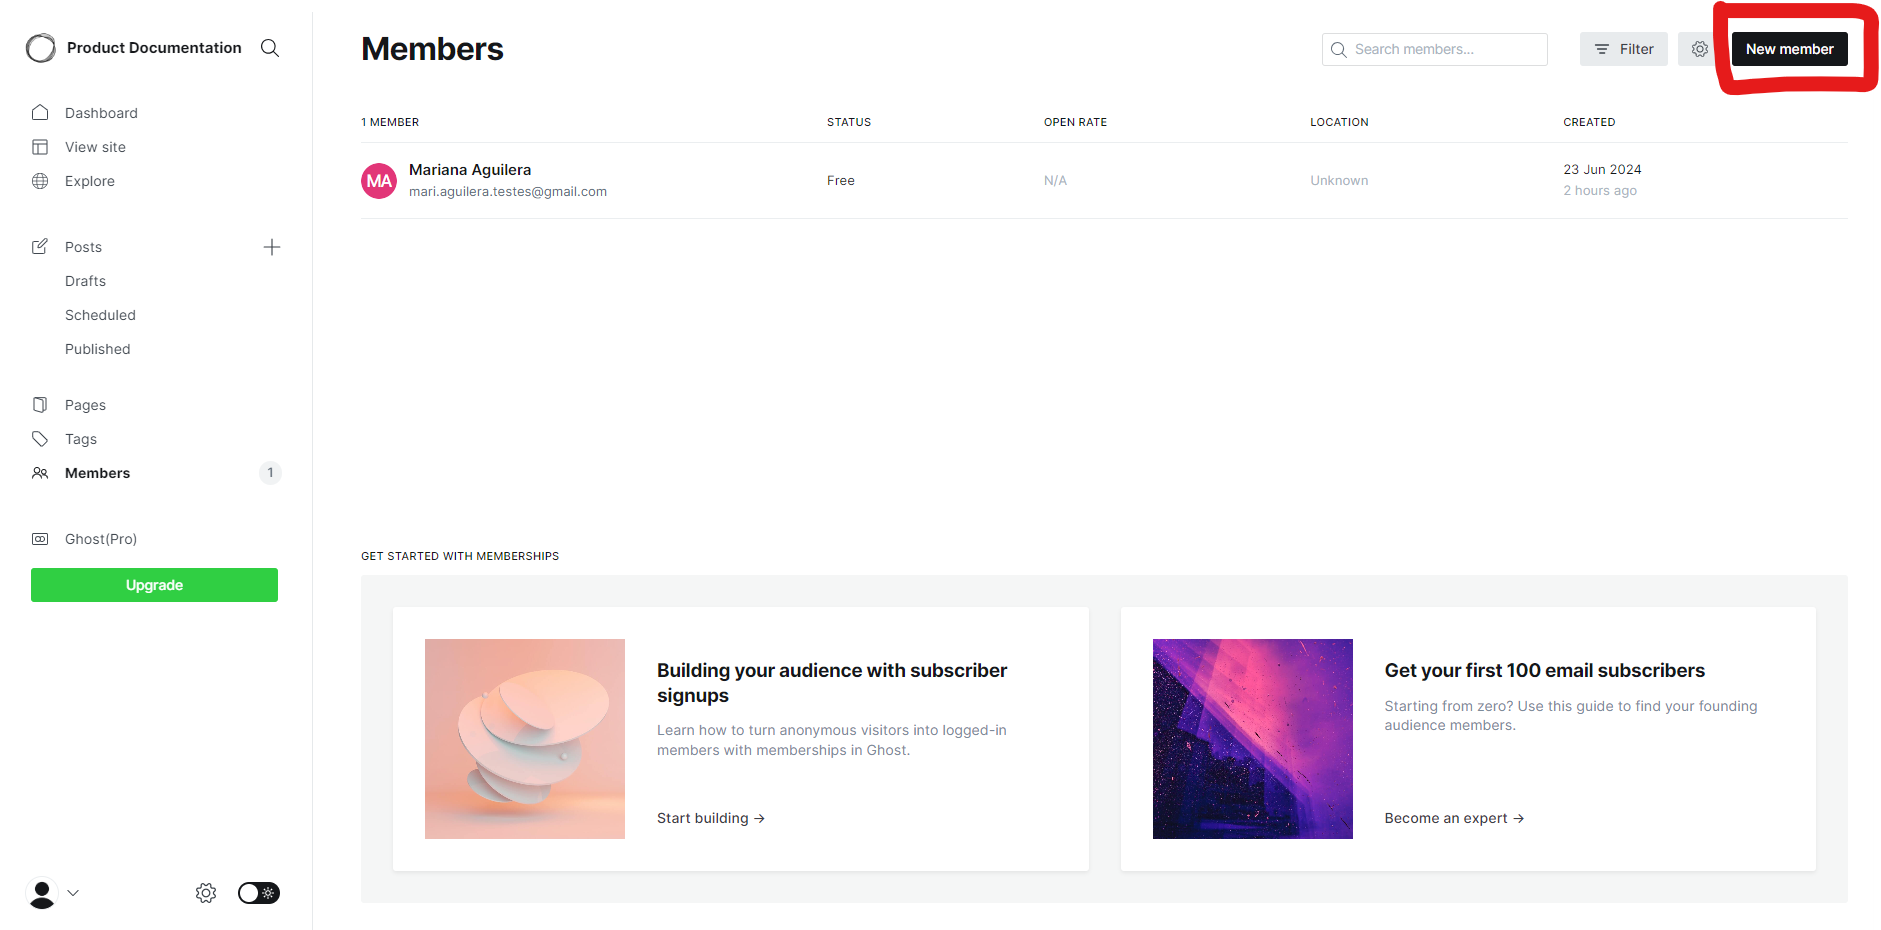 Product Documentation
Dashboard
View site
Explore
Posts
Drafts
Scheduled
Published
Pages
Tags
Members
1
Ghost(Pro)
Upgrade
Members
Search members...
Filter
New member
1 MEMBER STATUS OPEN RATE LOCATION CREATED
MA
Mariana Aguilera
mari.aguilera.testes@gmail.com
Free
N/A
Unknown
23 Jun 2024
2 hours ago
GET STARTED WITH MEMBERSHIPS
Building your audience with subscriber
signups
Learn how to turn anonymous visitors into logged-in
members with memberships in Ghost.
Start building →
Get your first 100 email subscribers
Starting from zero? Use this guide to find your founding
audience members.
Become an expert →